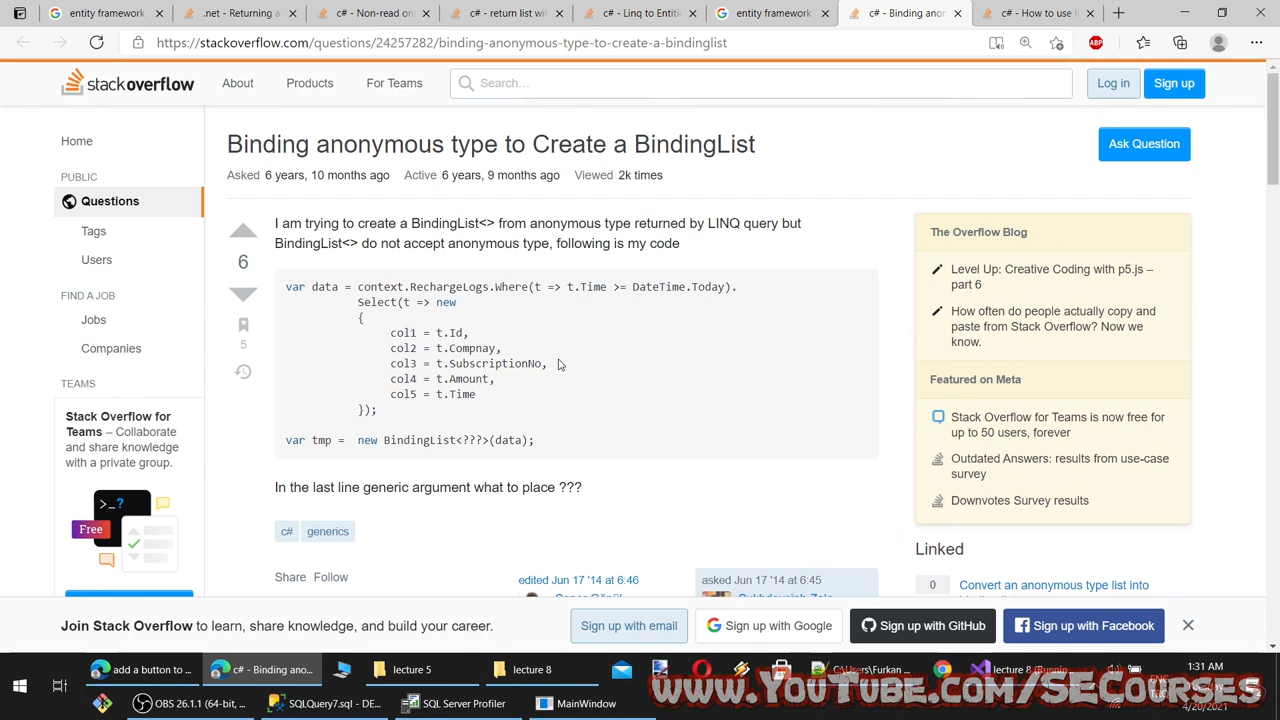 entity framework
.net - Returning a
c# - Non-read on
c# - return list wit
c# - Linq to Entitie
entity framework
c# - Binding anon
c# - How to use l
https://stackoverflow.com/questions/24257282/binding-anonymous-type-to-create-a-bindinglist
ABP
stackoverflow
About
Products
For Teams
Search…
Log in
Sign up
Home
PUBLIC
Questions
Tags
Users
FIND A JOB
Jobs
Companies
TEAMS
Stack Overflow for
Teams – Collaborate
and share knowledge
with a private group.
>_?
Free
Binding anonymous type to Create a BindingList
Ask Question
Asked 6 years, 10 months ago Active 6 years, 9 months ago Viewed 2k times
6
5
I am trying to create a BindingList<> from anonymous type returned by LINQ query but
BindingList<> do not accept anonymous type, following is my code
var data = context.RechargeLogs.Where(t => t.Time >= DateTime.Today).
Select(t => new
{
col1 = t.Id,
col2 = t.Compnay,
col3 = t.SubscriptionNo,
col4 = t.Amount,
col5 = t.Time
});
var tmp = new BindingList<???>(data);
In the last line generic argument what to place ???
c# generics
Share Follow
edited Jun 17 '14 at 6:46
asked Jun 17 '14 at 6:45
The Overflow Blog
Level Up: Creative Coding with p5.js –
part 6
How often do people actually copy and
paste from Stack Overflow? Now we
know.
Featured on Meta
Stack Overflow for Teams is now free for
up to 50 users, forever
Outdated Answers: results from use-case
survey
Downvotes Survey results
Linked
0
Convert an anonymous type list into
Join Stack Overflow to learn, share knowledge, and build your career.
Sign up with email
Sign up with Google
Sign up with GitHub
Sign up with Facebook
add a button to ...
c# - Binding ano...
lecture 5
lecture 8
C:\Users\Furkan ...
lecture 8 (Runnin...
ENG
1:31 AM
4/20/2021
2
OBS 26.1.1 (64-bit, ...
SQLQuery7.sql - DE...
SQL Server Profiler
MainWindow
www.YouTube.com/SECourses